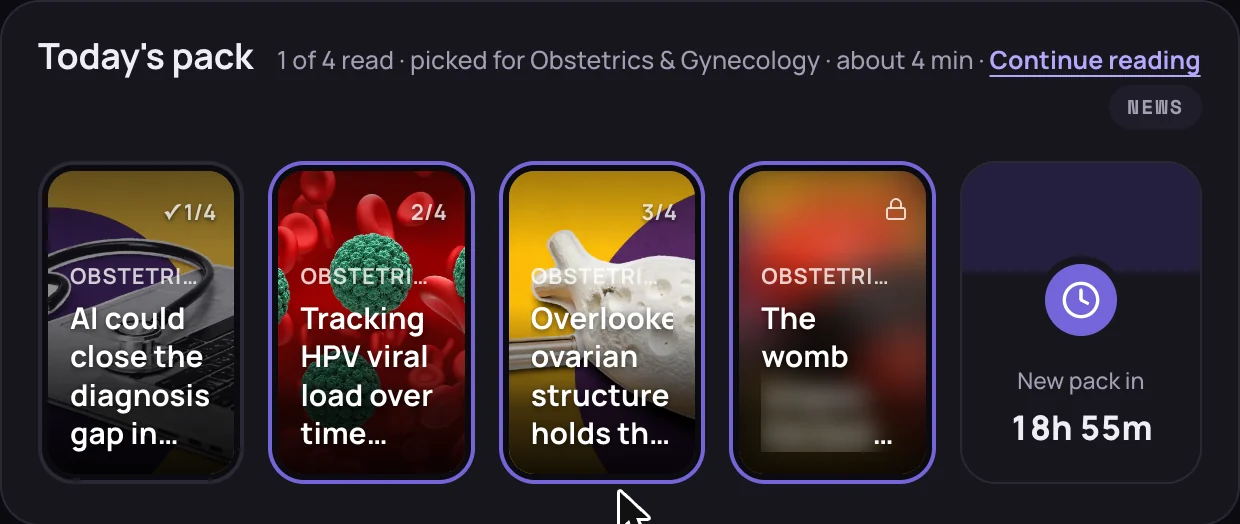 Today's pack 1 of 4 read · picked for Obstetrics & Gynecology · about 4 min · Continue reading
NEWS
✓1/4
OBSTETRI…
AI could
close the
diagnosis
gap in…
2/4
OBSTETRI…
Tracking
HPV viral
load over
time…
3/4
OBSTETRI…
Overlooke
ovarian
structure
holds th…
OBSTETRI…
The
womb
…
New pack in
18h 55m